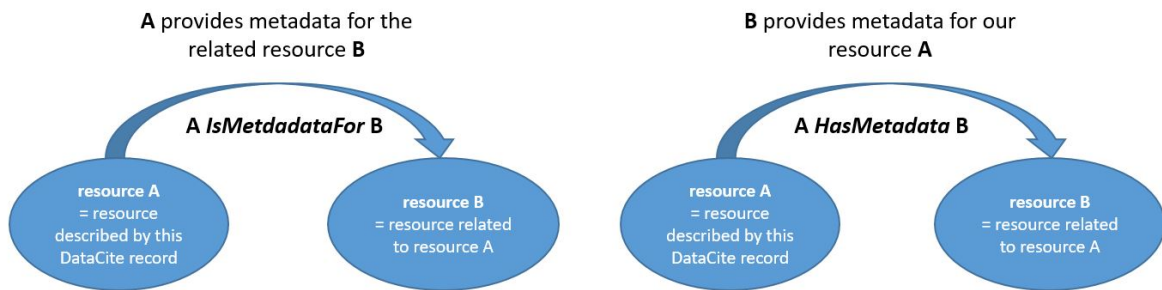 A provides metadata for the
related resource B
A IsMetdadataFor B
resource A
= resource
described by this
DataCite record
resource B
= resource related
to resource A
B provides metadata for our
resource A
A HasMetadata B
resource A
= resource
described by this
DataCite record
resource B
= resource related
to resource A